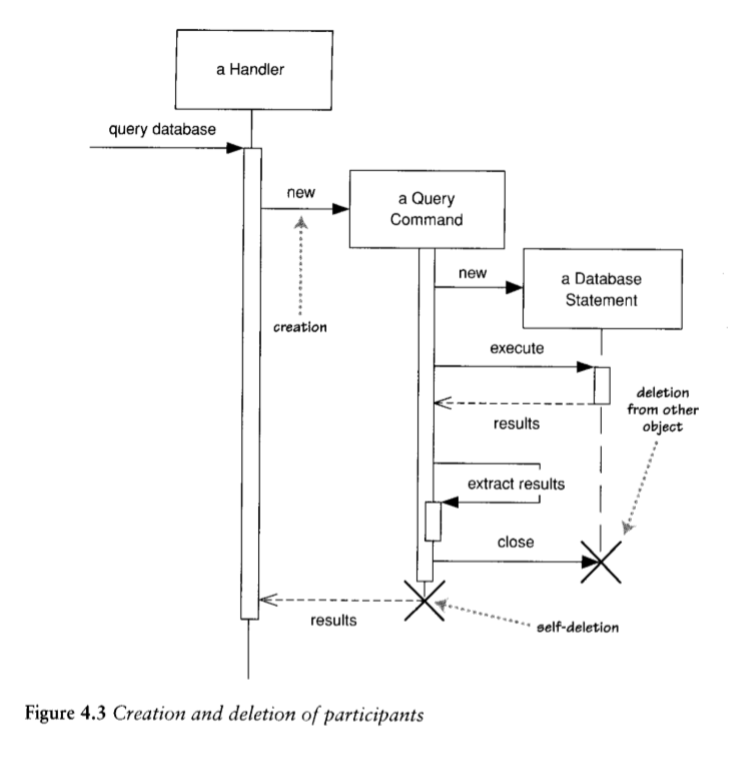 a Handler
query database
new
a Query
Command
creation
new
a Database
Statement
execute
deletion
from other
object
results
extract results
close
results
self-deletion
Figure 4.3 Creation and deletion of participants